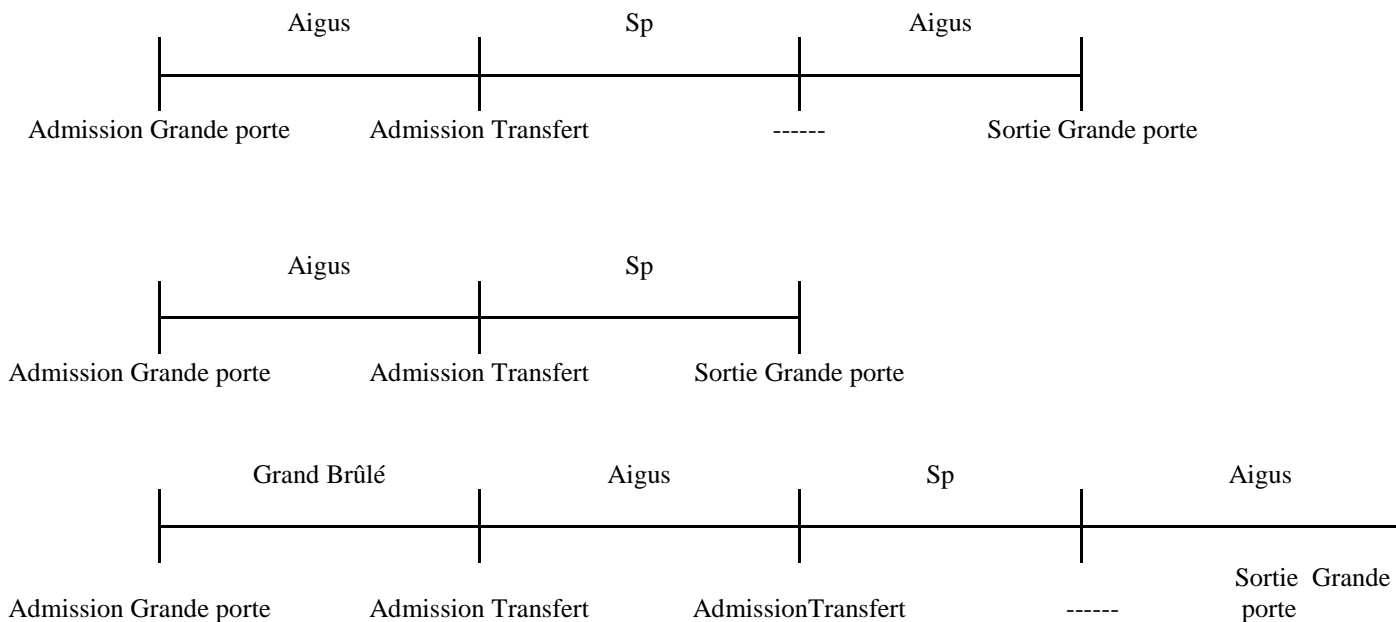 Aigus Sp Aigus
Admission Grande porte Admission Transfert ------ Sortie Grande porte
Aigus Sp
Admission Grande porte Admission Transfert Sortie Grande porte
Grand Brûlé Aigus Sp Aigus
Admission Grande porte Admission Transfert AdmissionTransfert ------ Sortie Grande
porte